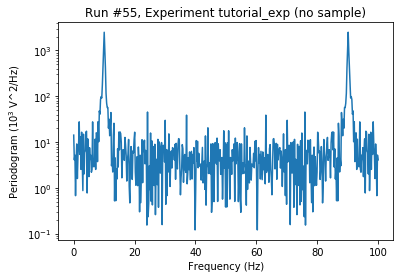 Run #55, Experiment tutorial_exp (no sample)
Periodogram (10³ V^2/Hz)
10³
10²
10¹
10⁰
10⁻¹
0 20 40 60 80 100
Frequency (Hz)